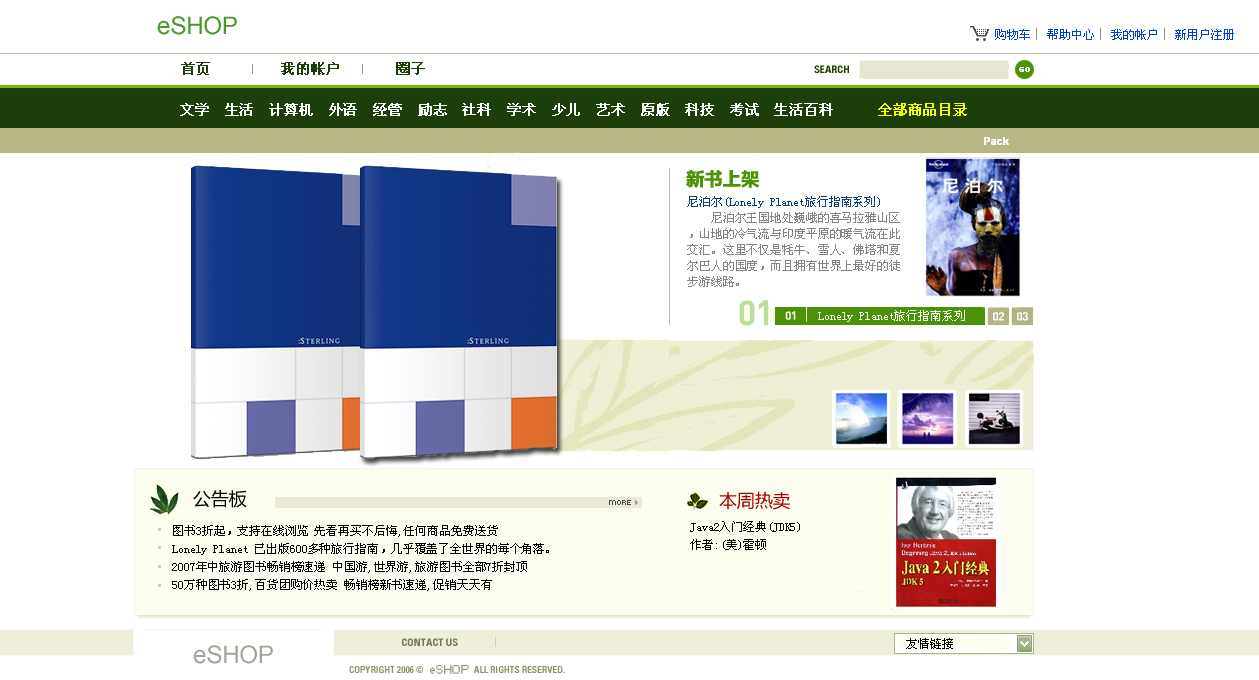 eSHOP
购物车 帮助中心 我的帐户 新用户注册
首页 我的帐户 圈子
SEARCH GO
文学 生活 计算机 外语 经管 励志 社科 学术 少儿 艺术 原版 科技 考试 生活百科 全部商品目录
Pack
新书上架
尼泊尔(Lonely Planet旅行指南系列)
尼泊尔王国地处巍峨的喜马拉雅山区
，山地的冷气流与印度平原的暖气流在此
交汇。这里不仅是牦牛、雪人、佛塔和夏
尔巴人的国度，而且拥有世界上最好的徒
步游线路。
尼泊尔
:STERLING
:STERLING
01
01 Lonely Planet旅行指南系列 02 03
公告板
MORE
图书3折起，支持在线浏览 先看再买不后悔,任何商品免费送货
Lonely Planet 已出版600多种旅行指南，几乎覆盖了全世界的每个角落。
2007年中旅游图书畅销榜速递 中国游,世界游,旅游图书全部7折封顶
50万种图书3折,百货团购价热卖 畅销榜新书速递,促销天天有
本周热卖
Java2入门经典(JDK5)
作者:(美)霍顿
Ivor Horton's
Beginning Java 2, JDK 5 Edition
Java 2入门经典
JDK 5
eSHOP
CONTACT US
友情链接
COPYRIGHT 2006 © eSHOP ALL RIGHTS RESERVED.